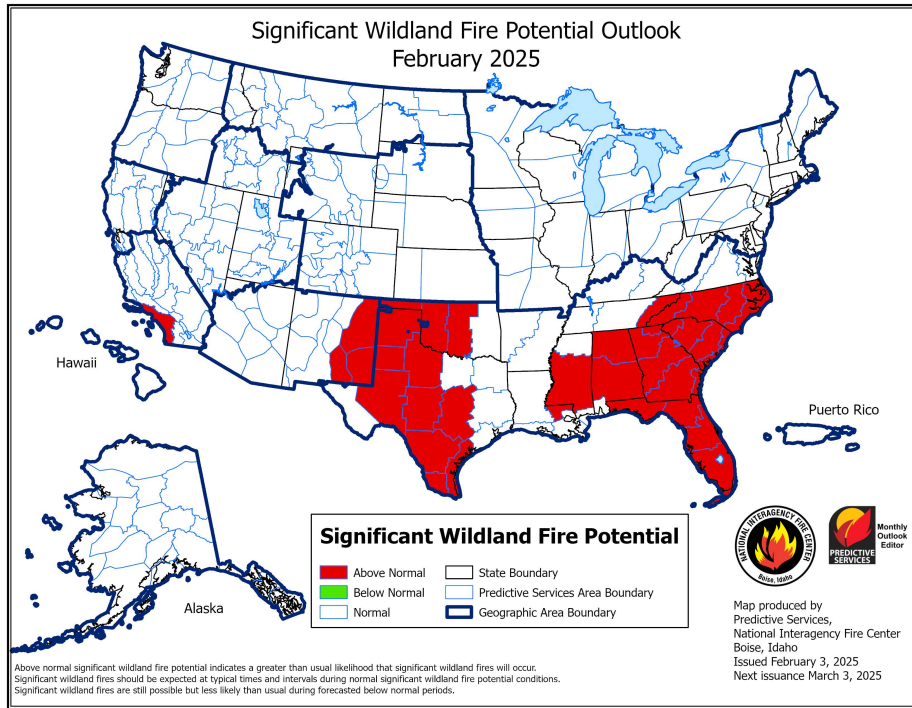 Significant Wildland Fire Potential Outlook
February 2025
Hawaii
Puerto Rico
Alaska
Significant Wildland Fire Potential
Above Normal
Below Normal
Normal
State Boundary
Predictive Services Area Boundary
Geographic Area Boundary
NATIONAL INTERAGENCY FIRE CENTER
Boise, Idaho
PREDICTIVE
SERVICES
Monthly
Outlook
Editor
Map produced by
Predictive Services,
National Interagency Fire Center
Boise, Idaho
Issued February 3, 2025
Next issuance March 3, 2025
Above normal significant wildland fire potential indicates a greater than usual likelihood that significant wildland fires will occur.
Significant wildland fires should be expected at typical times and intervals during normal significant wildland fire potential conditions.
Significant wildland fires are still possible but less likely than usual during forecasted below normal periods.